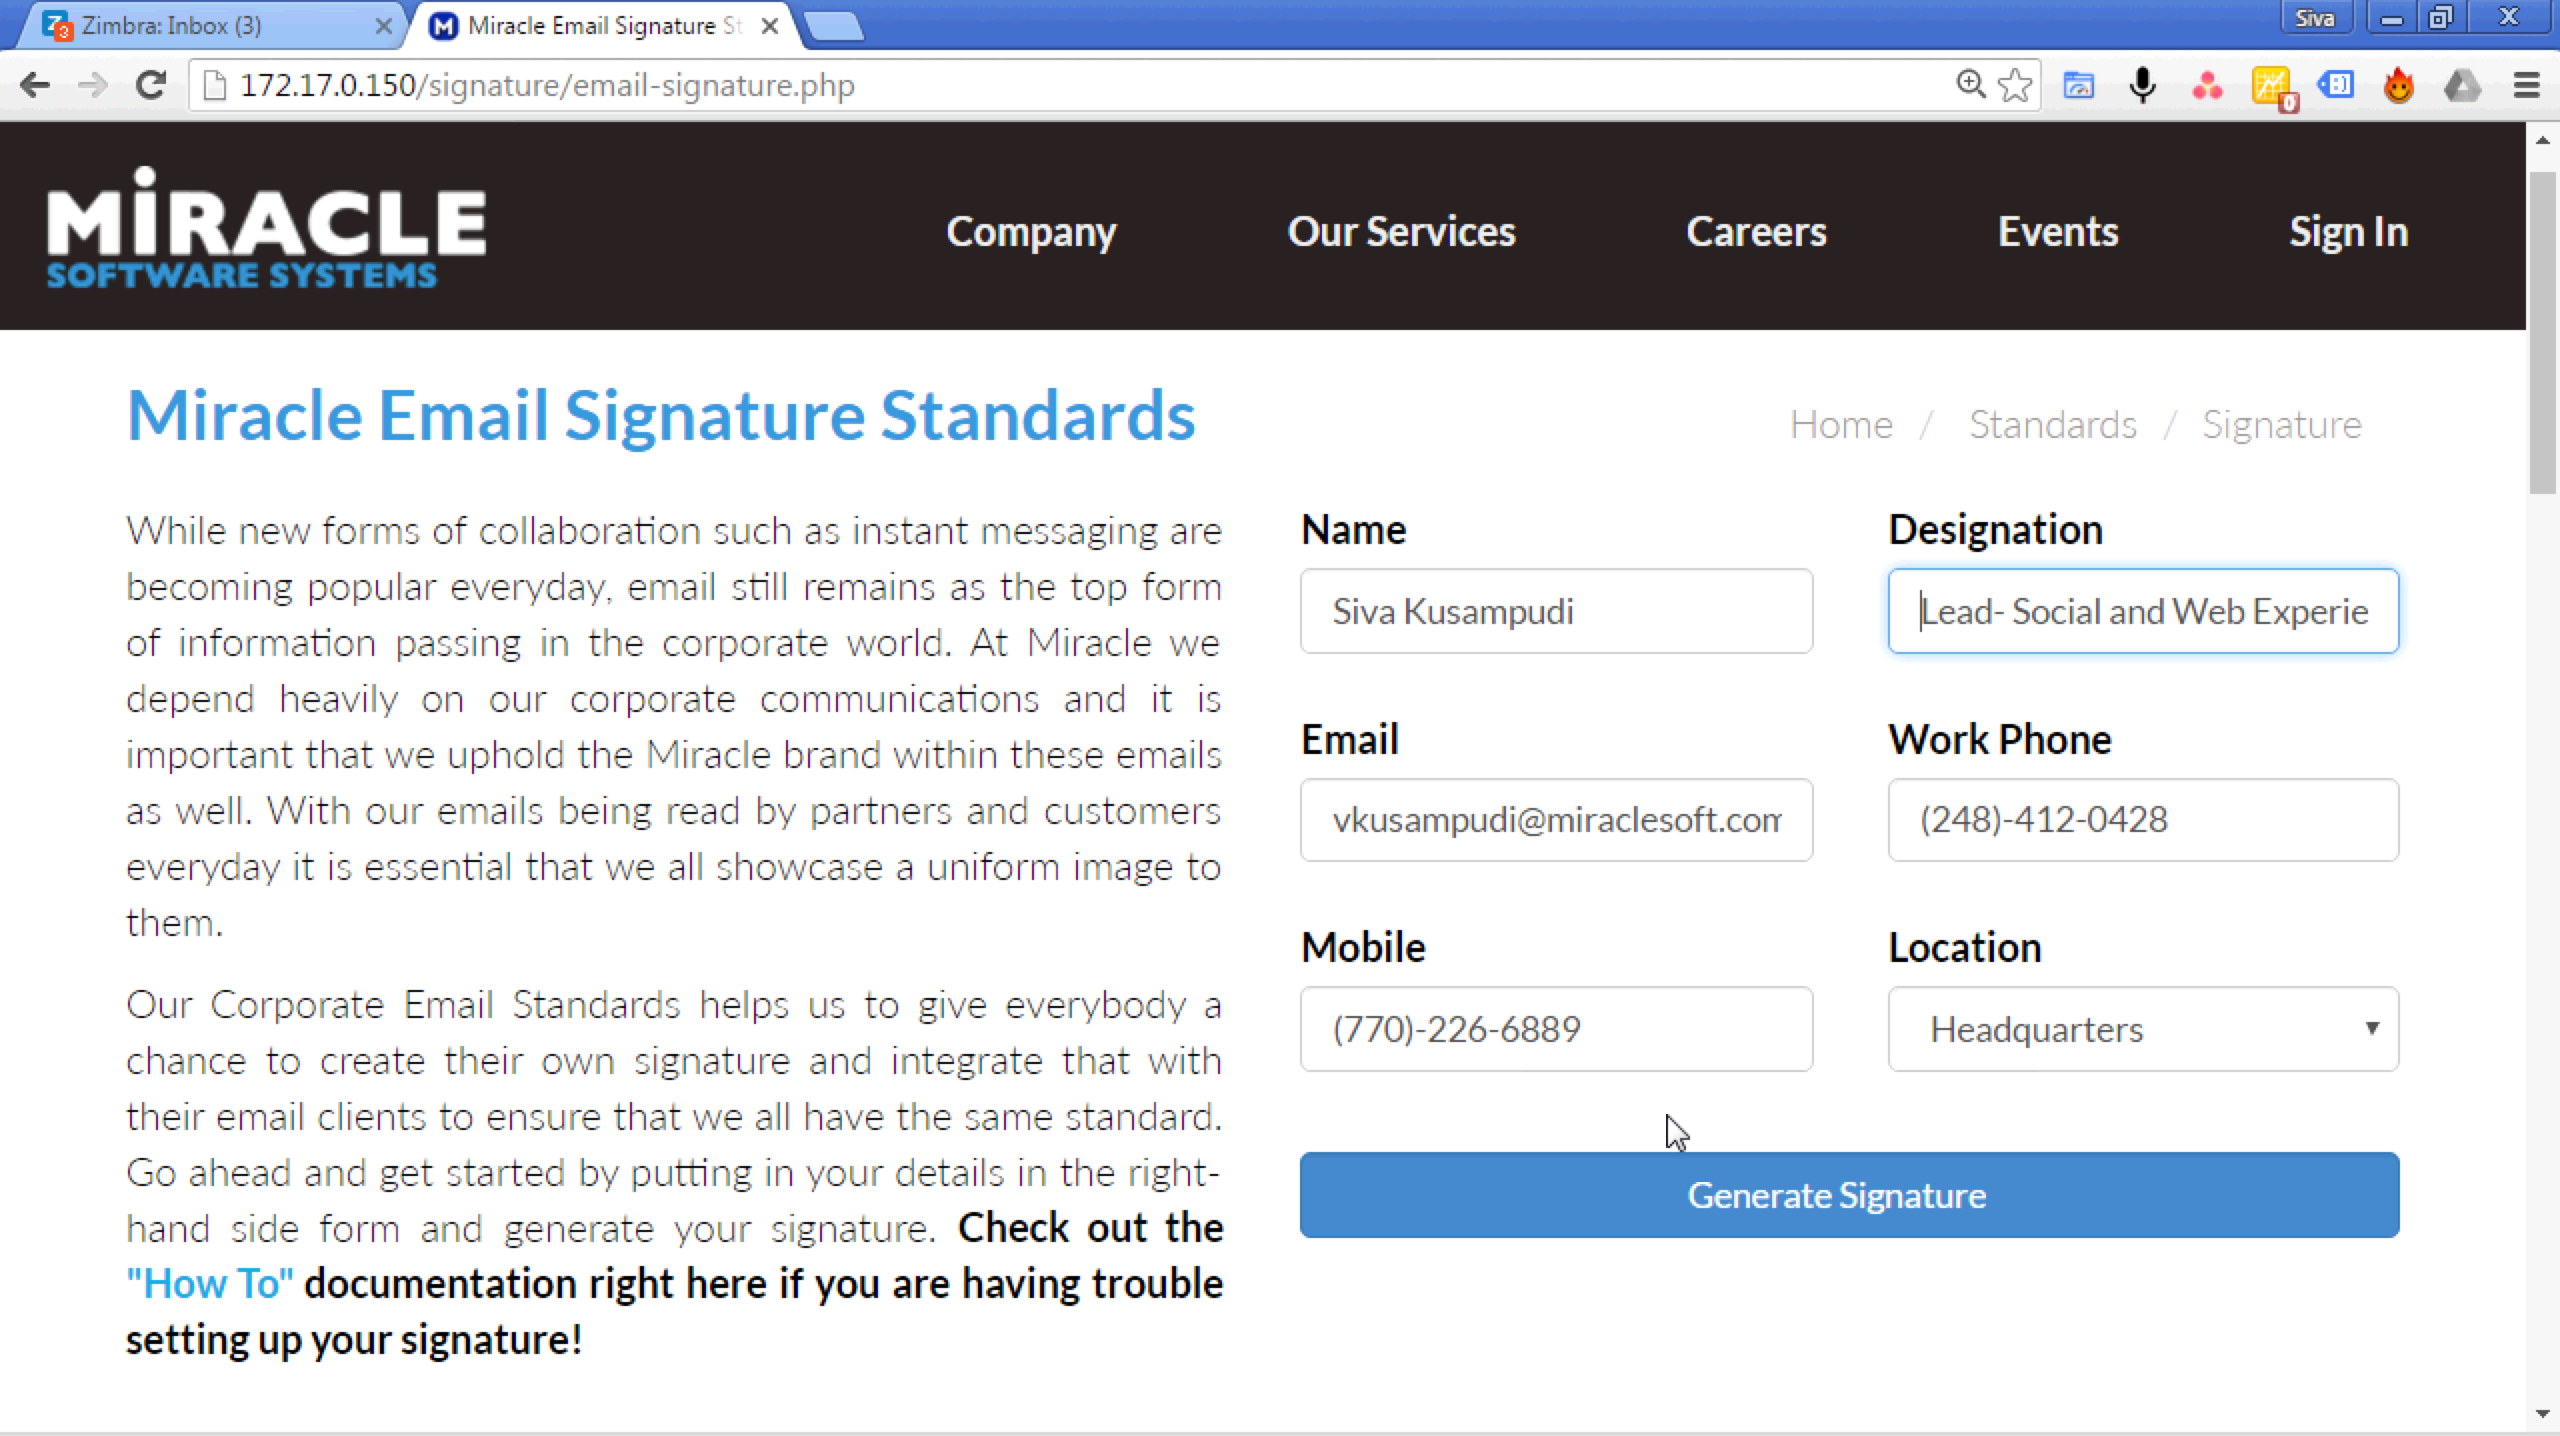 Zimbra: Inbox (3)
Miracle Email Signature St
Siva
172.17.0.150/signature/email-signature.php
0
MiRACLE
SOFTWARE SYSTEMS
Company
Our Services
Careers
Events
Sign In
Miracle Email Signature Standards
Home / Standards / Signature
While new forms of collaboration such as instant messaging are
becoming popular everyday, email still remains as the top form
of information passing in the corporate world. At Miracle we
depend heavily on our corporate communications and it is
important that we uphold the Miracle brand within these emails
as well. With our emails being read by partners and customers
everyday it is essential that we all showcase a uniform image to
them.
Our Corporate Email Standards helps us to give everybody a
chance to create their own signature and integrate that with
their email clients to ensure that we all have the same standard.
Go ahead and get started by putting in your details in the right-
hand side form and generate your signature. Check out the
"How To" documentation right here if you are having trouble
setting up your signature!
Name
Designation
Siva Kusampudi
Lead- Social and Web Experie
Email
Work Phone
vkusampudi@miraclesoft.com
(248)-412-0428
Mobile
Location
(770)-226-6889
Headquarters
Generate Signature